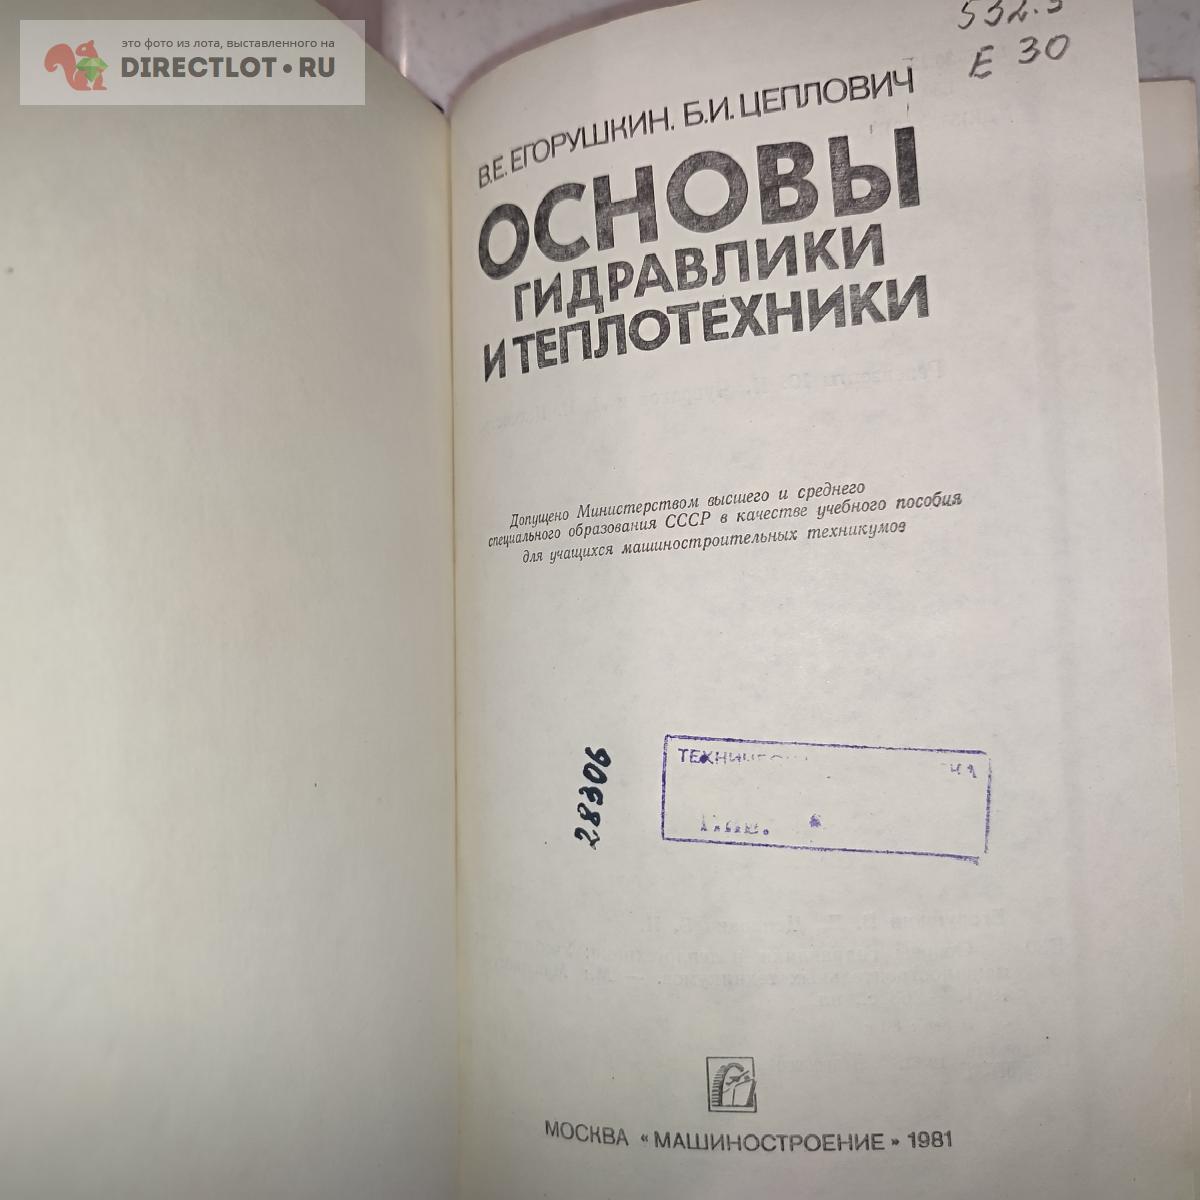 это фото из лота, выставленного на
DIRECTLOT•RU
532.5
Е 30
В.Е. ЕГОРУШКИН. Б.И. ЦЕПЛОВИЧ
ОСНОВЫ
ГИДРАВЛИКИ
И ТЕПЛОТЕХНИКИ
Допущено Министерством высшего и среднего
специального образования СССР в качестве учебного пособия
для учащихся машиностроительных техникумов
28306
МОСКВА «МАШИНОСТРОЕНИЕ» 1981